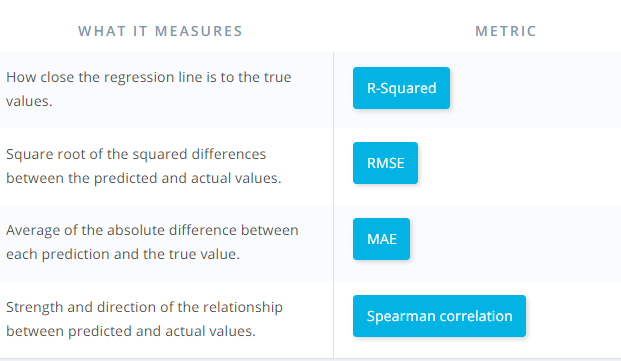 WHAT IT MEASURES
METRIC
How close the regression line is to the true
values.
R-Squared
Square root of the squared differences
between the predicted and actual values.
RMSE
Average of the absolute difference between
each prediction and the true value.
MAE
Strength and direction of the relationship
between predicted and actual values.
Spearman correlation